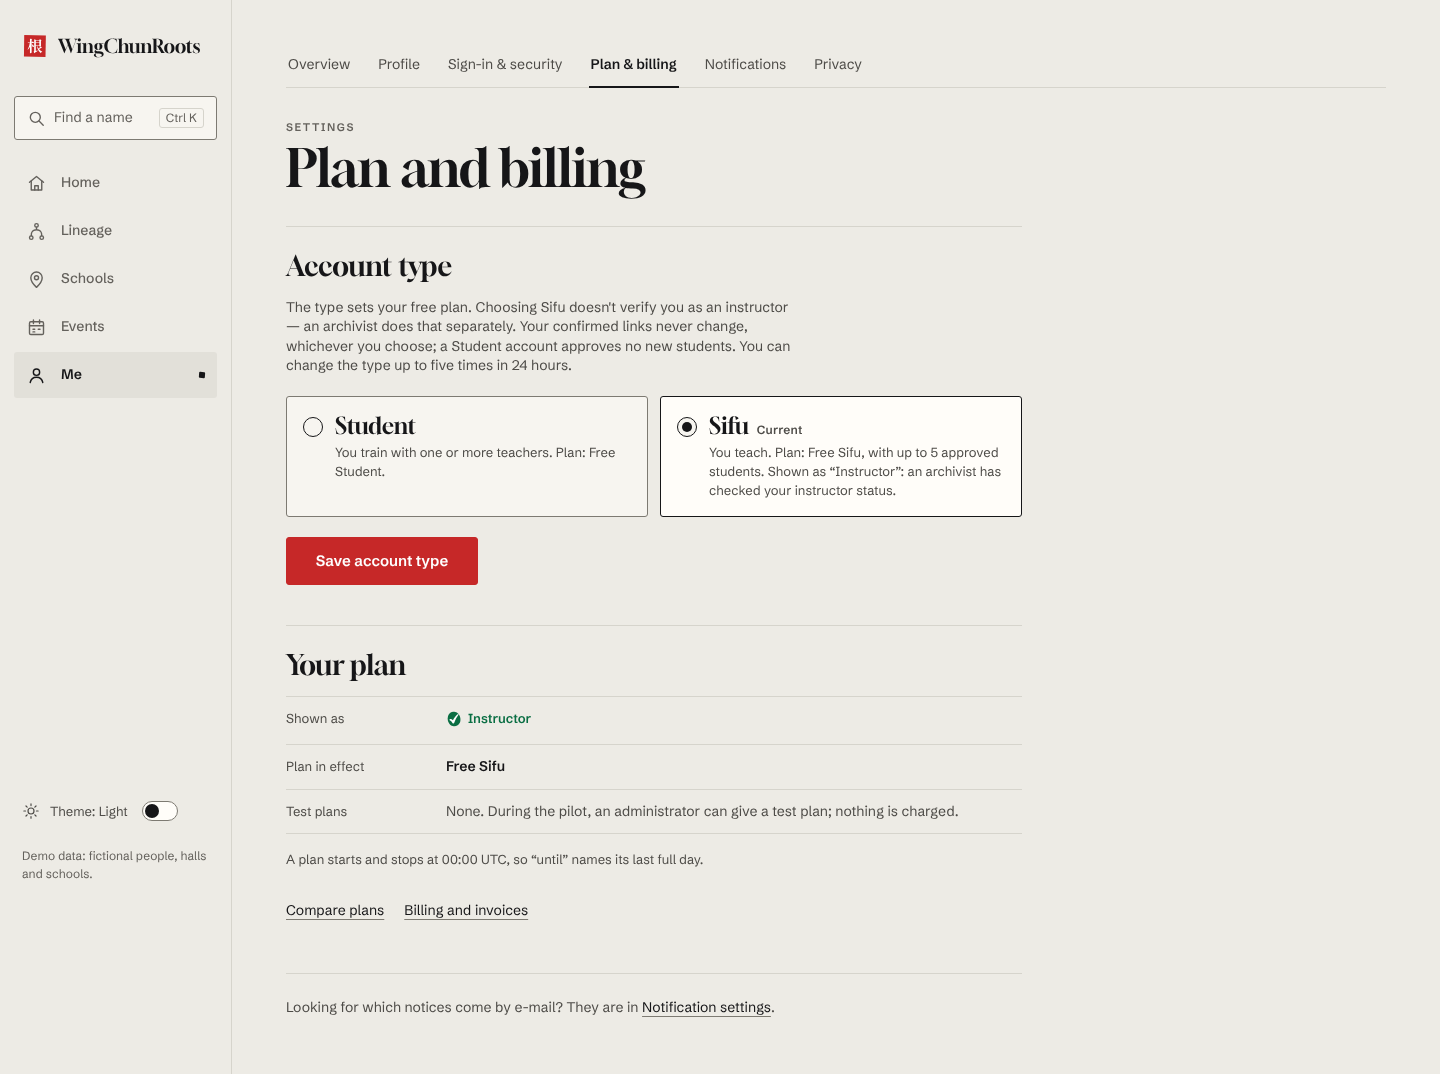 根 WingChunRoots
Find a name Ctrl K
Home
Lineage
Schools
Events
Me
Theme: Light
Demo data: fictional people, halls
and schools.
Overview Profile Sign-in & security Plan & billing Notifications Privacy
SETTINGS
Plan and billing
Account type
The type sets your free plan. Choosing Sifu doesn't verify you as an instructor
— an archivist does that separately. Your confirmed links never change,
whichever you choose; a Student account approves no new students. You can
change the type up to five times in 24 hours.
Student
You train with one or more teachers. Plan: Free
Student.
Sifu Current
You teach. Plan: Free Sifu, with up to 5 approved
students. Shown as “Instructor”: an archivist has
checked your instructor status.
Save account type
Your plan
Shown as Instructor
Plan in effect Free Sifu
Test plans None. During the pilot, an administrator can give a test plan; nothing is charged.
A plan starts and stops at 00:00 UTC, so “until” names its last full day.
Compare plans Billing and invoices
Looking for which notices come by e-mail? They are in Notification settings.